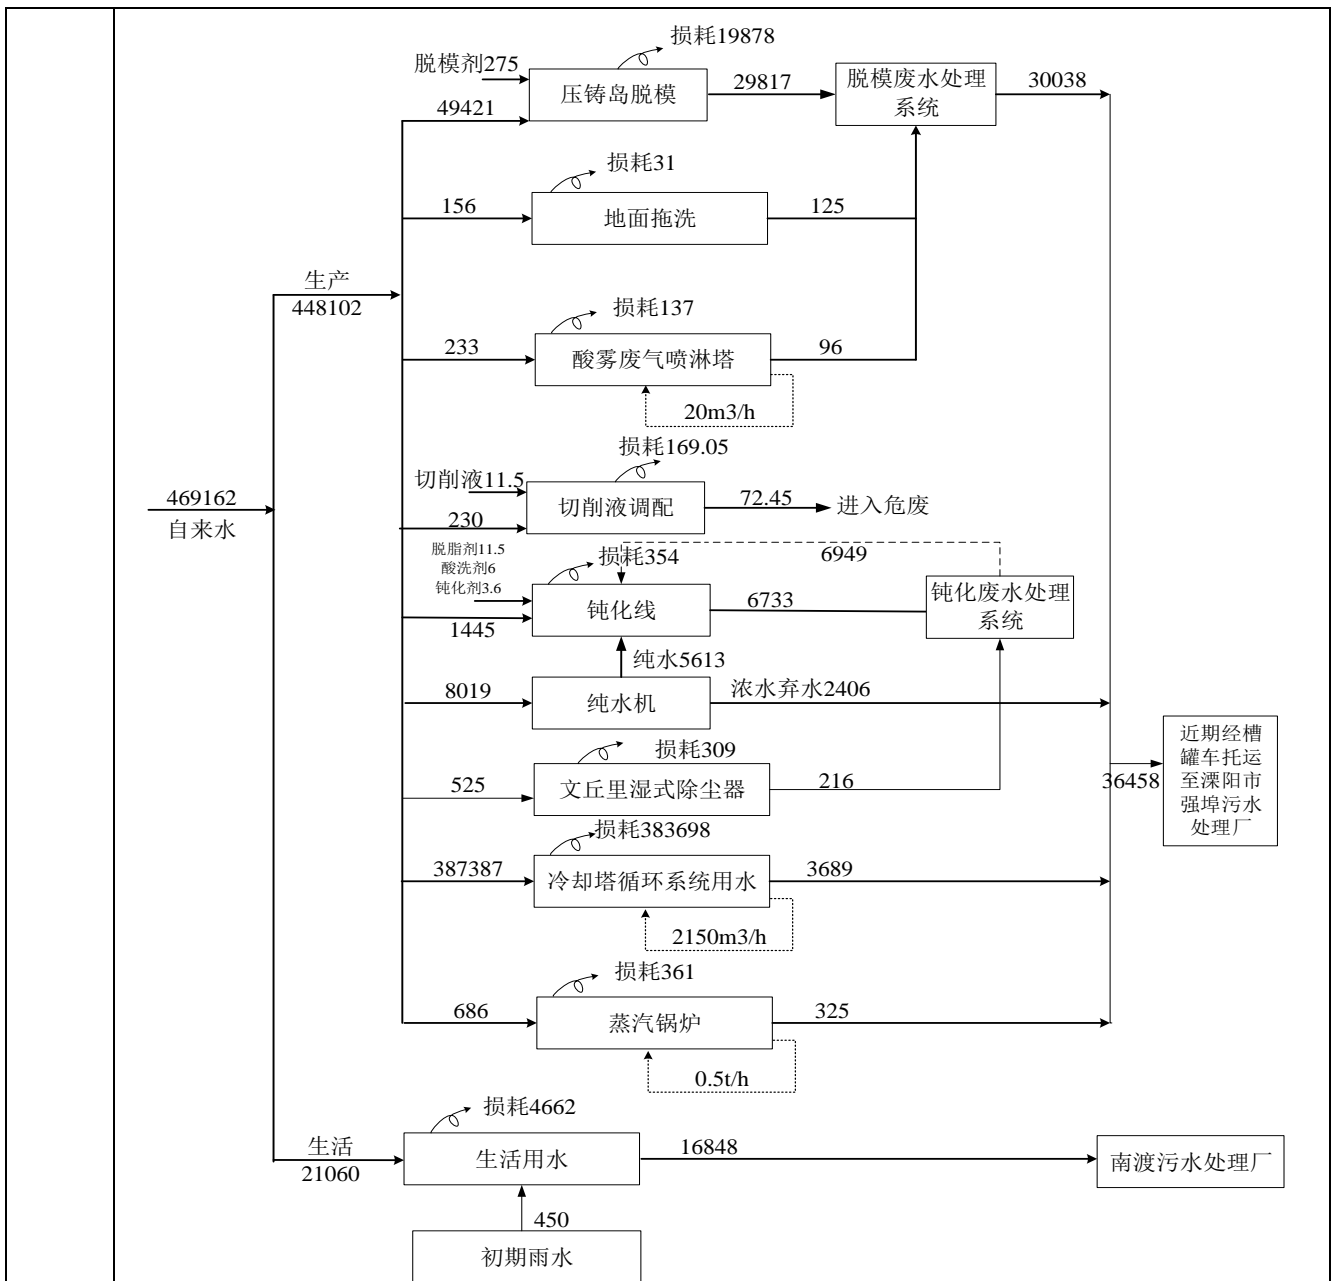 损耗19878
脱模剂275
压铸岛脱模
29817
脱模废水处理
系统
30038
49421
损耗31
156
地面拖洗
125
生产
448102
损耗137
233
酸雾废气喷淋塔
96
20m3/h
损耗169.05
切削液11.5
切削液调配
72.45
进入危废
230
469162
自来水
脱脂剂11.5
酸洗剂6
钝化剂3.6
损耗354
6949
钝化线
6733
钝化废水处理
系统
1445
纯水5613
8019
纯水机
浓水弃水2406
损耗309
525
文丘里湿式除尘器
216
近期经槽
罐车托运
至溧阳市
强埠污水
处理厂
36458
损耗383698
387387
冷却塔循环系统用水
3689
2150m3/h
损耗361
686
蒸汽锅炉
325
0.5t/h
损耗4662
生活
21060
生活用水
16848
南渡污水处理厂
450
初期雨水